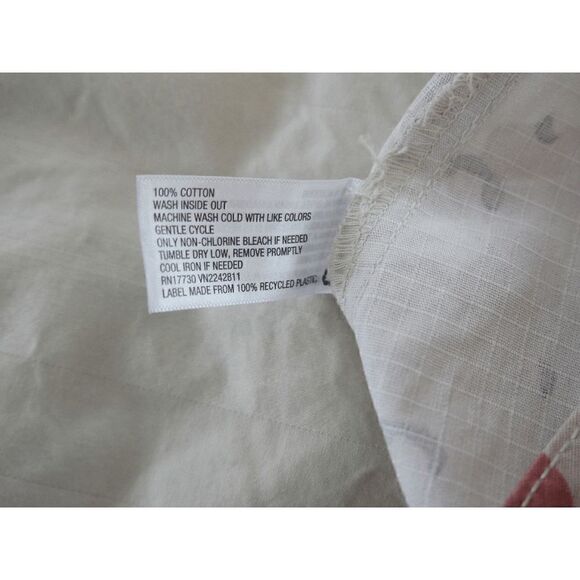 100% COTTON
WASH INSIDE OUT
MACHINE WASH COLD WITH LIKE COLORS
GENTLE CYCLE
ONLY NON-CHLORINE BLEACH IF NEEDED
TUMBLE DRY LOW, REMOVE PROMPTLY
COOL IRON IF NEEDED
RN17730 VN2242811
LABEL MADE FROM 100% RECYCLED PLASTIC